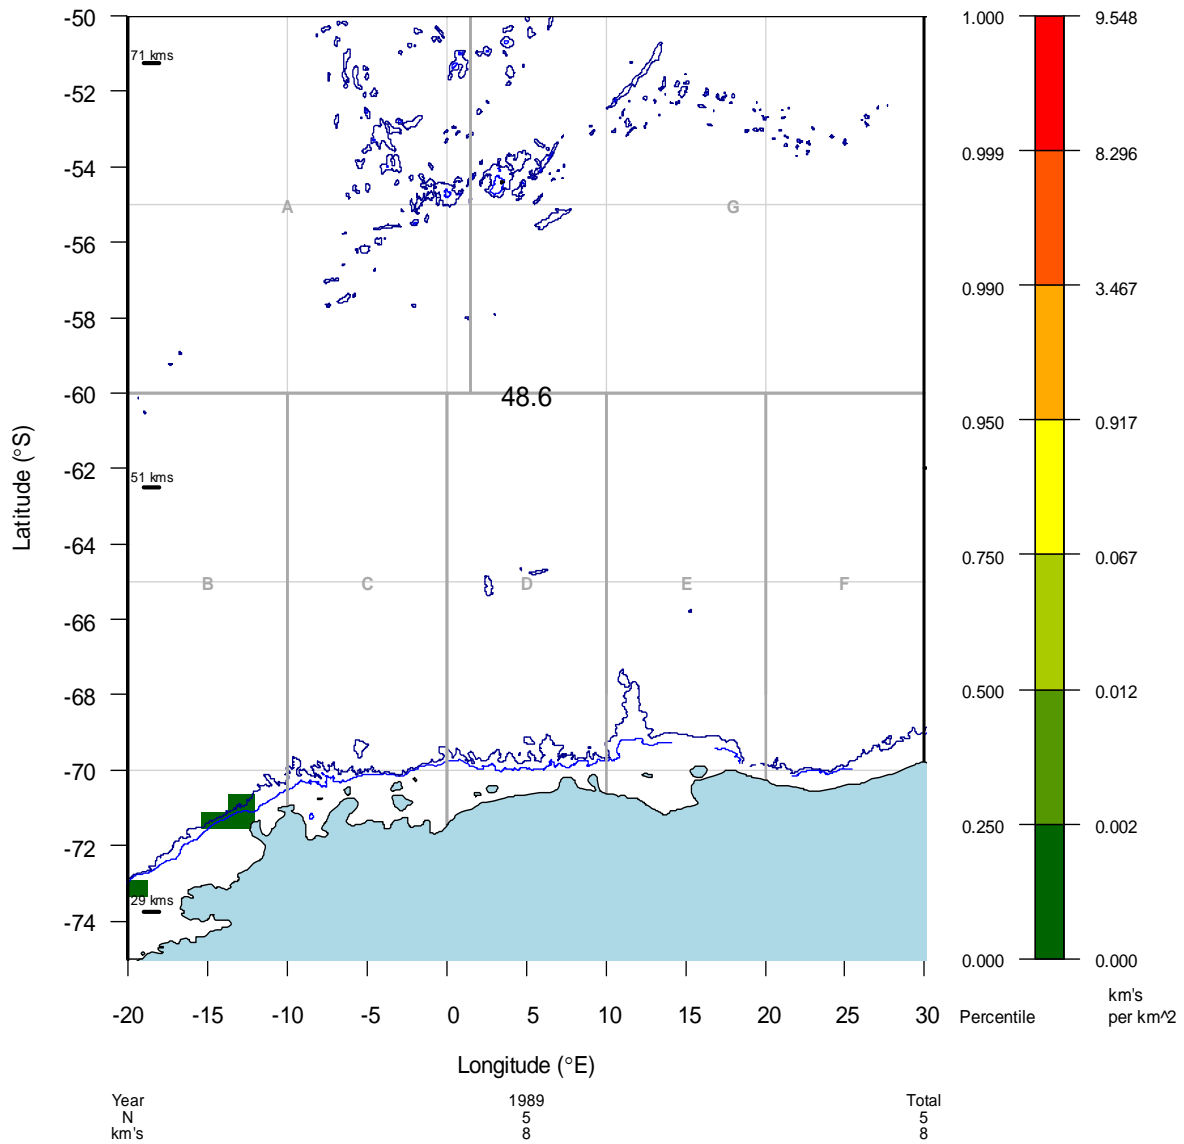 -50
-52
-54
-56
-58
-60
-62
-64
-66
-68
-70
-72
-74
Latitude (°S)
71 kms
51 kms
29 kms
A
G
48.6
B
C
D
E
F
-20
-15
-10
-5
0
5
10
15
20
25
30
Longitude (°E)
1.000
0.999
0.990
0.950
0.750
0.500
0.250
0.000
Percentile
9.548
8.296
3.467
0.917
0.067
0.012
0.002
0.000
km's
per km^2
Year 1989 Total
N 5 5
km's 8 8